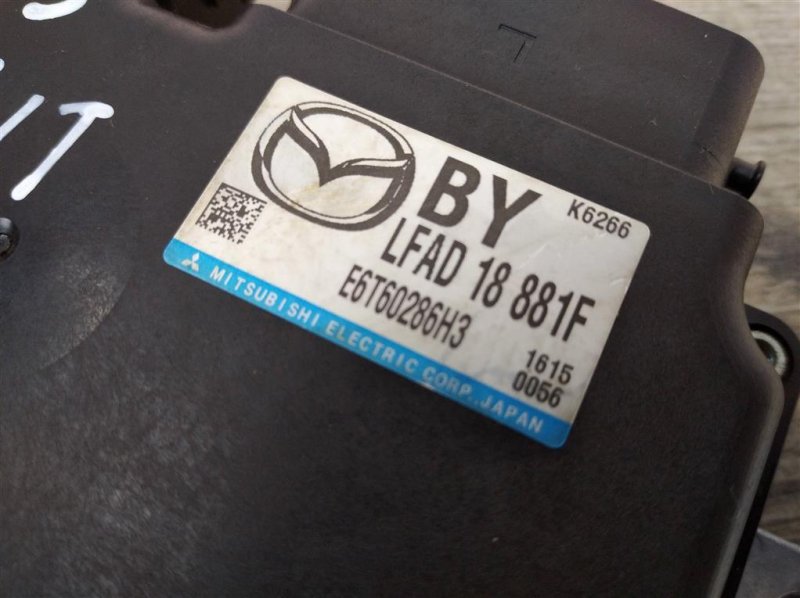 BY
K6266
LFAD 18 881F
E6T60286H3
1615
0056
MITSUBISHI ELECTRIC CORP., JAPAN